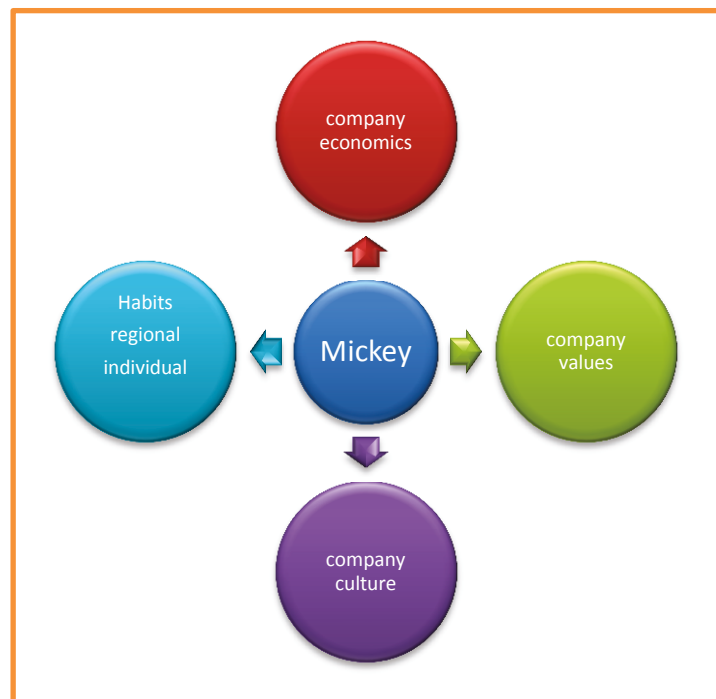 company
economics
Habits
regional
individual
Mickey
company
values
company
culture